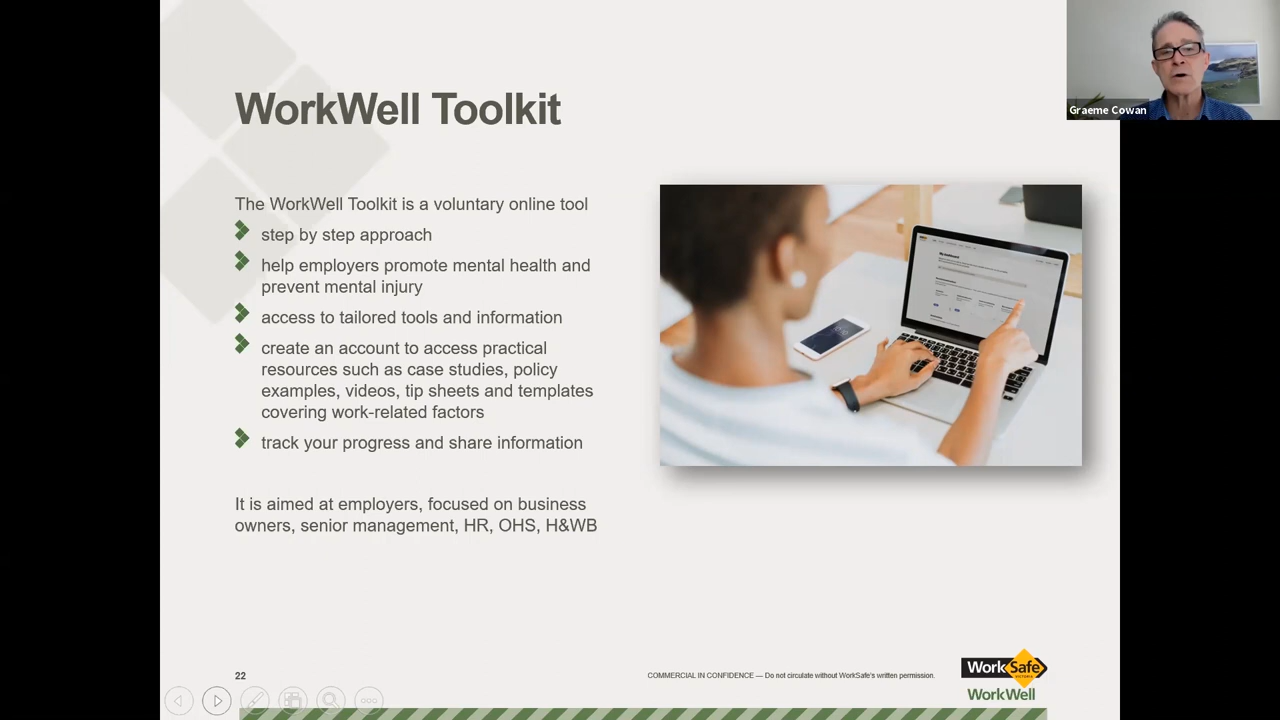 WorkWell Toolkit
Graeme Cowan
The WorkWell Toolkit is a voluntary online tool
step by step approach
help employers promote mental health and
prevent mental injury
access to tailored tools and information
create an account to access practical
resources such as case studies, policy
examples, videos, tip sheets and templates
covering work-related factors
track your progress and share information
It is aimed at employers, focused on business
owners, senior management, HR, OHS, H&WB
My dashboard
22
COMMERCIAL IN CONFIDENCE — Do not circulate without WorkSafe's written permission.
WorkSafe
VICTORIA
WorkWell